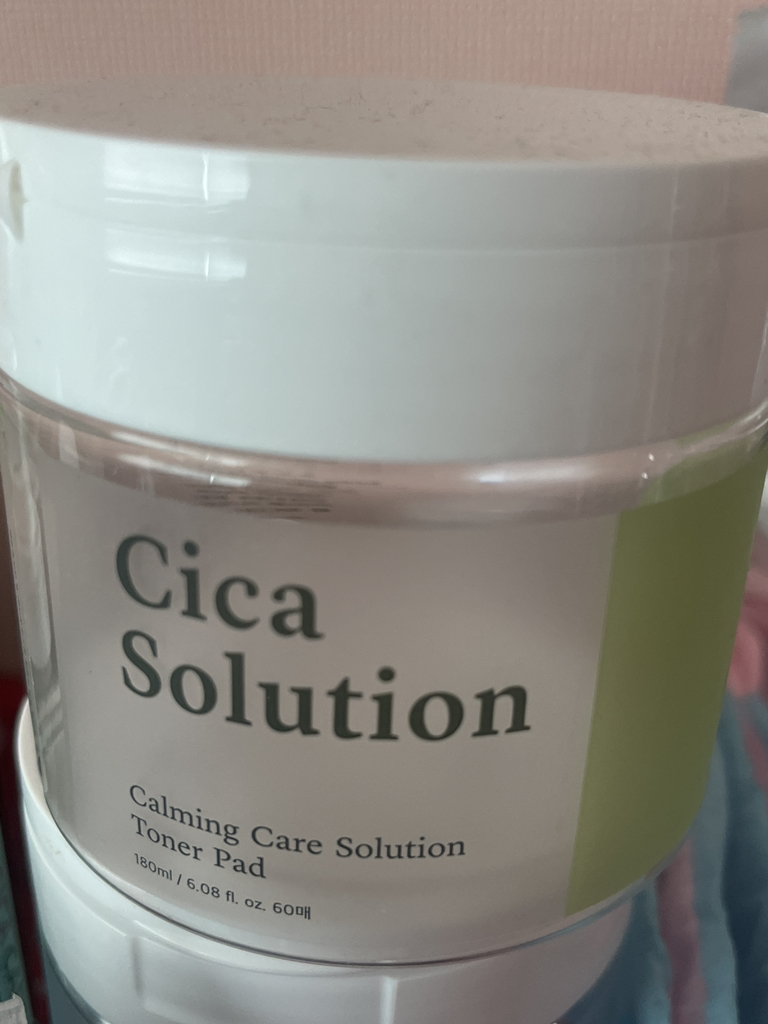 Cica
Solution
Calming Care Solution
Toner Pad
180ml / 6.08 fl. oz. 60매